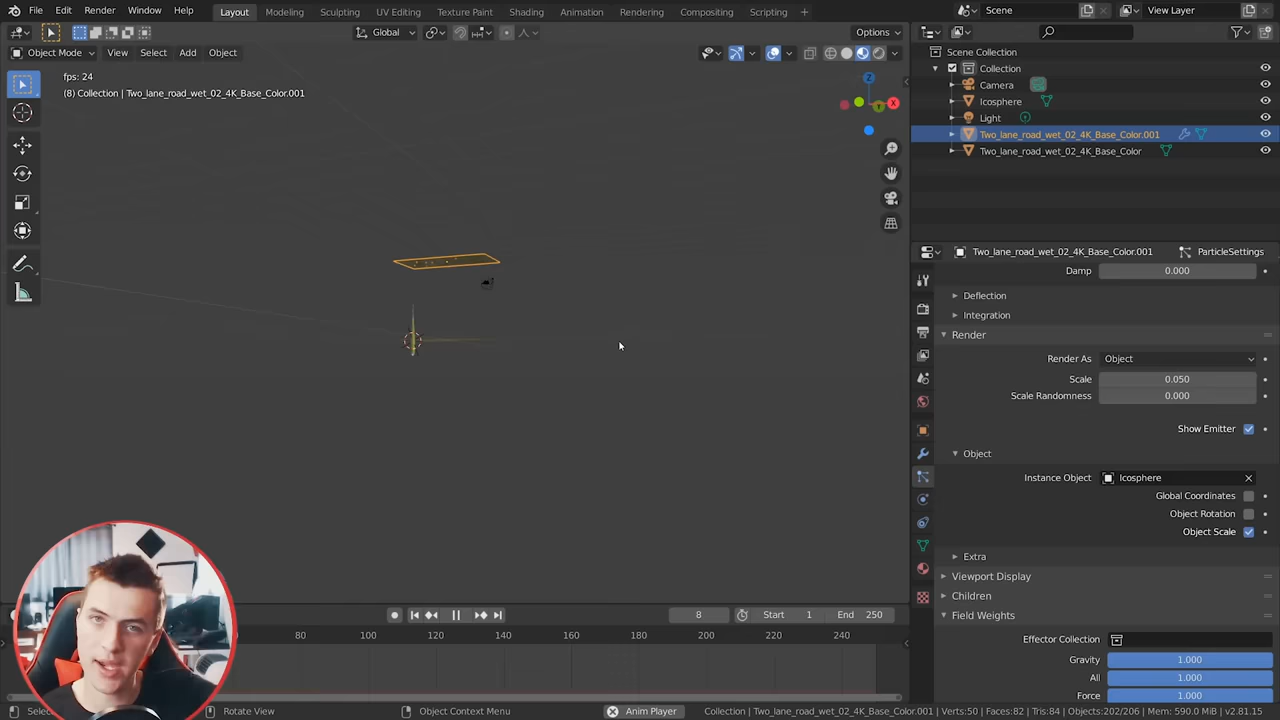 File Edit Render Window Help Layout Modeling Sculpting UV Editing Texture Paint Shading Animation Rendering Compositing Scripting + Scene View Layer
Global Options
Object Mode View Select Add Object
Scene Collection
Collection
Camera
Icosphere
Light
Two_lane_road_wet_02_4K_Base_Color.001
Two_lane_road_wet_02_4K_Base_Color
fps: 24
(8) Collection | Two_lane_road_wet_02_4K_Base_Color.001
X
Y
Z
Two_lane_road_wet_02_4K_Base_Color.001 ParticleSettings
Damp 0.000
Deflection
Integration
Render
Render As Object
Scale 0.050
Scale Randomness 0.000
Show Emitter
Object
Instance Object Icosphere
Global Coordinates
Object Rotation
Object Scale
Extra
Viewport Display
Children
Field Weights
Effector Collection
Gravity 1.000
All 1.000
Force 1.000
8 Start 1 End 250
80 100 120 140 160 180 200 220 240
Selec Rotate View Object Context Menu Anim Player Collection | Two_lane_road_wet_02_4K_Base_Color.001 | Verts:50 | Faces:82 | Tris:84 | Objects:202/206 | Mem: 590.0 MiB | v2.81.15